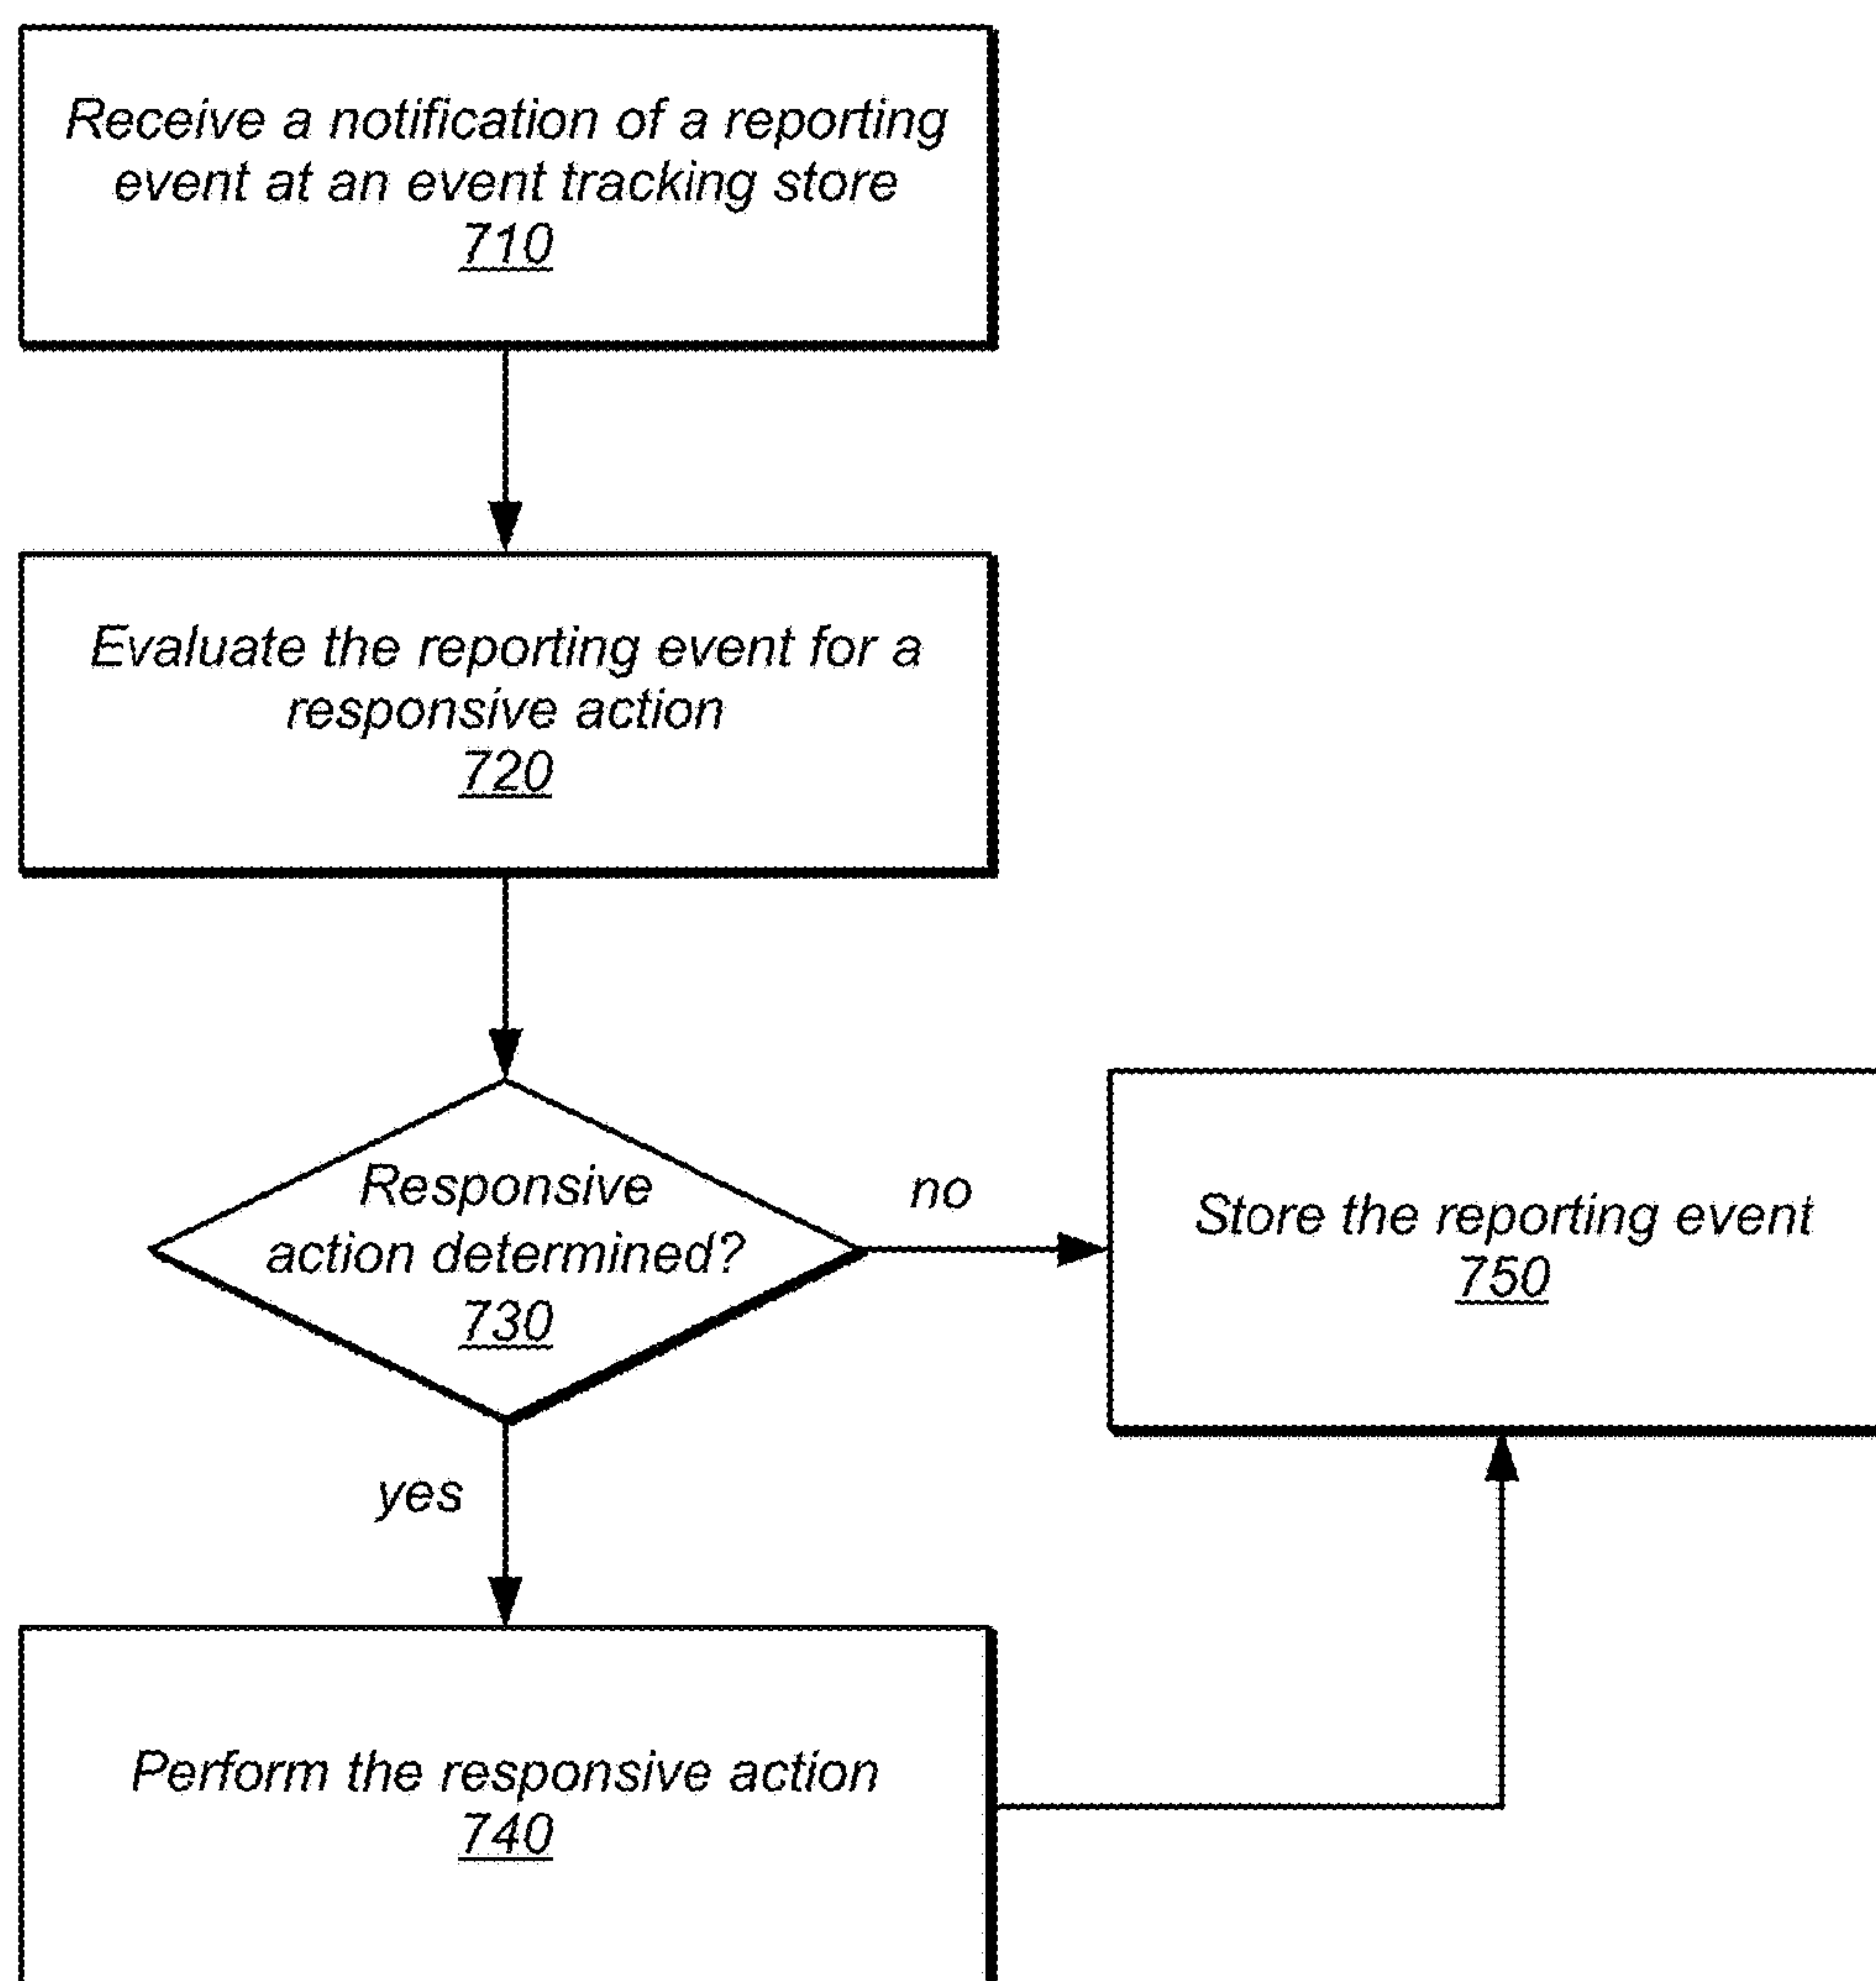 Receive a notification of a reporting
event at an event tracking store
710
Evaluate the reporting event for a
responsive action
720
Responsive
action determined?
730
no
Store the reporting event
750
yes
Perform the responsive action
740